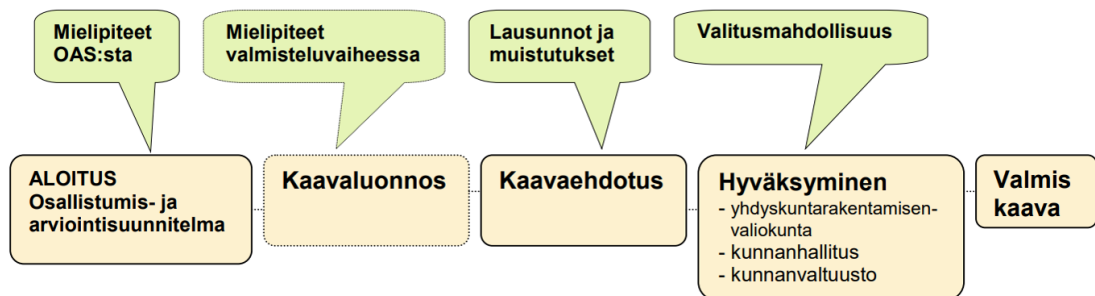 Mielipiteet
OAS:sta
Mielipiteet
valmisteluvaiheessa
Lausunnot ja
muistutukset
Valitusmahdollisuus
ALOITUS
Osallistumis- ja
arviointisuunnitelma
Kaavaluonnos
Kaavaehdotus
Hyväksyminen
- yhdyskuntarakentamisen-
valiokunta
- kunnanhallitus
- kunnanvaltuusto
Valmis
kaava